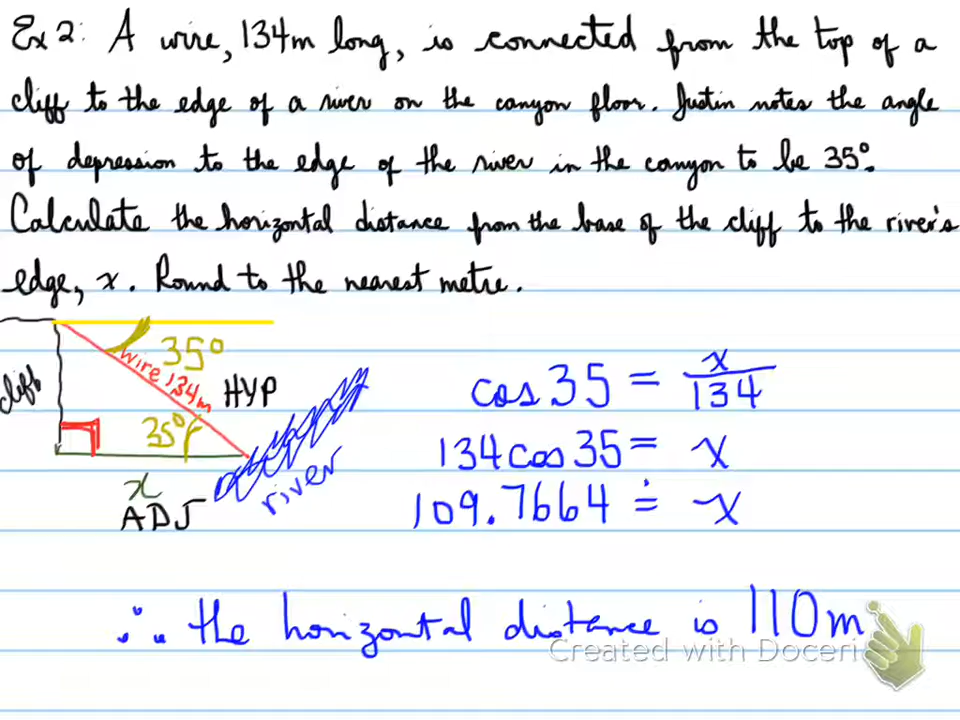 Ex 2: A wire, 134m long, is connected from the top of a
cliff to the edge of a river on the canyon floor. Justin notes the angle
of depression to the edge of the river in the canyon to be 35°.
Calculate the horizontal distance from the base of the cliff to the river's
edge, x. Round to the nearest metre.
35°
cliff
wire 134m
HYP
35°
x
ADJ
river
cos 35 = x/134
134cos35 = x
109.7664 ≐ x
∴ the horizontal distance is 110m
Created with Doceri